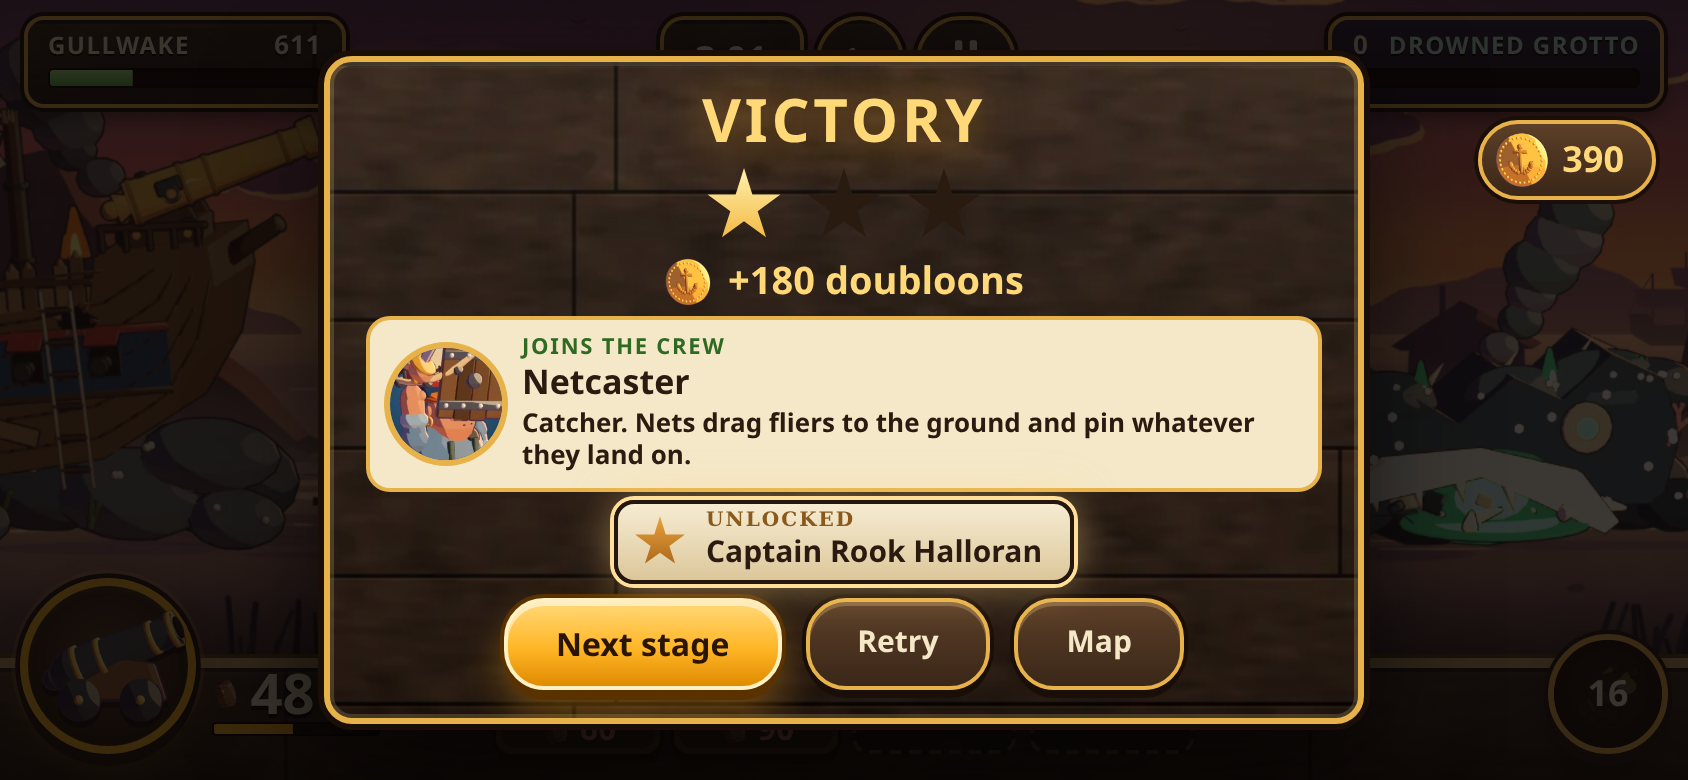 GULLWAKE 611
0 DROWNED GROTTO
VICTORY
390
+180 doubloons
JOINS THE CREW
Netcaster
Catcher. Nets drag fliers to the ground and pin whatever
they land on.
UNLOCKED
Captain Rook Halloran
Next stage
Retry
Map
48
16